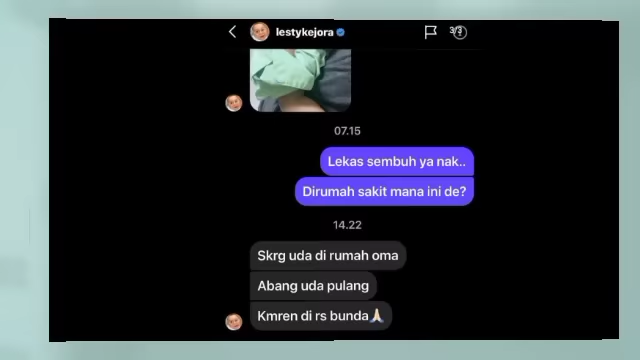 lestykejora
3/3
07.15
Lekas sembuh ya nak..
Dirumah sakit mana ini de?
14.22
Skrg uda di rumah oma
Abang uda pulang
Kmren di rs bunda🙏🏻